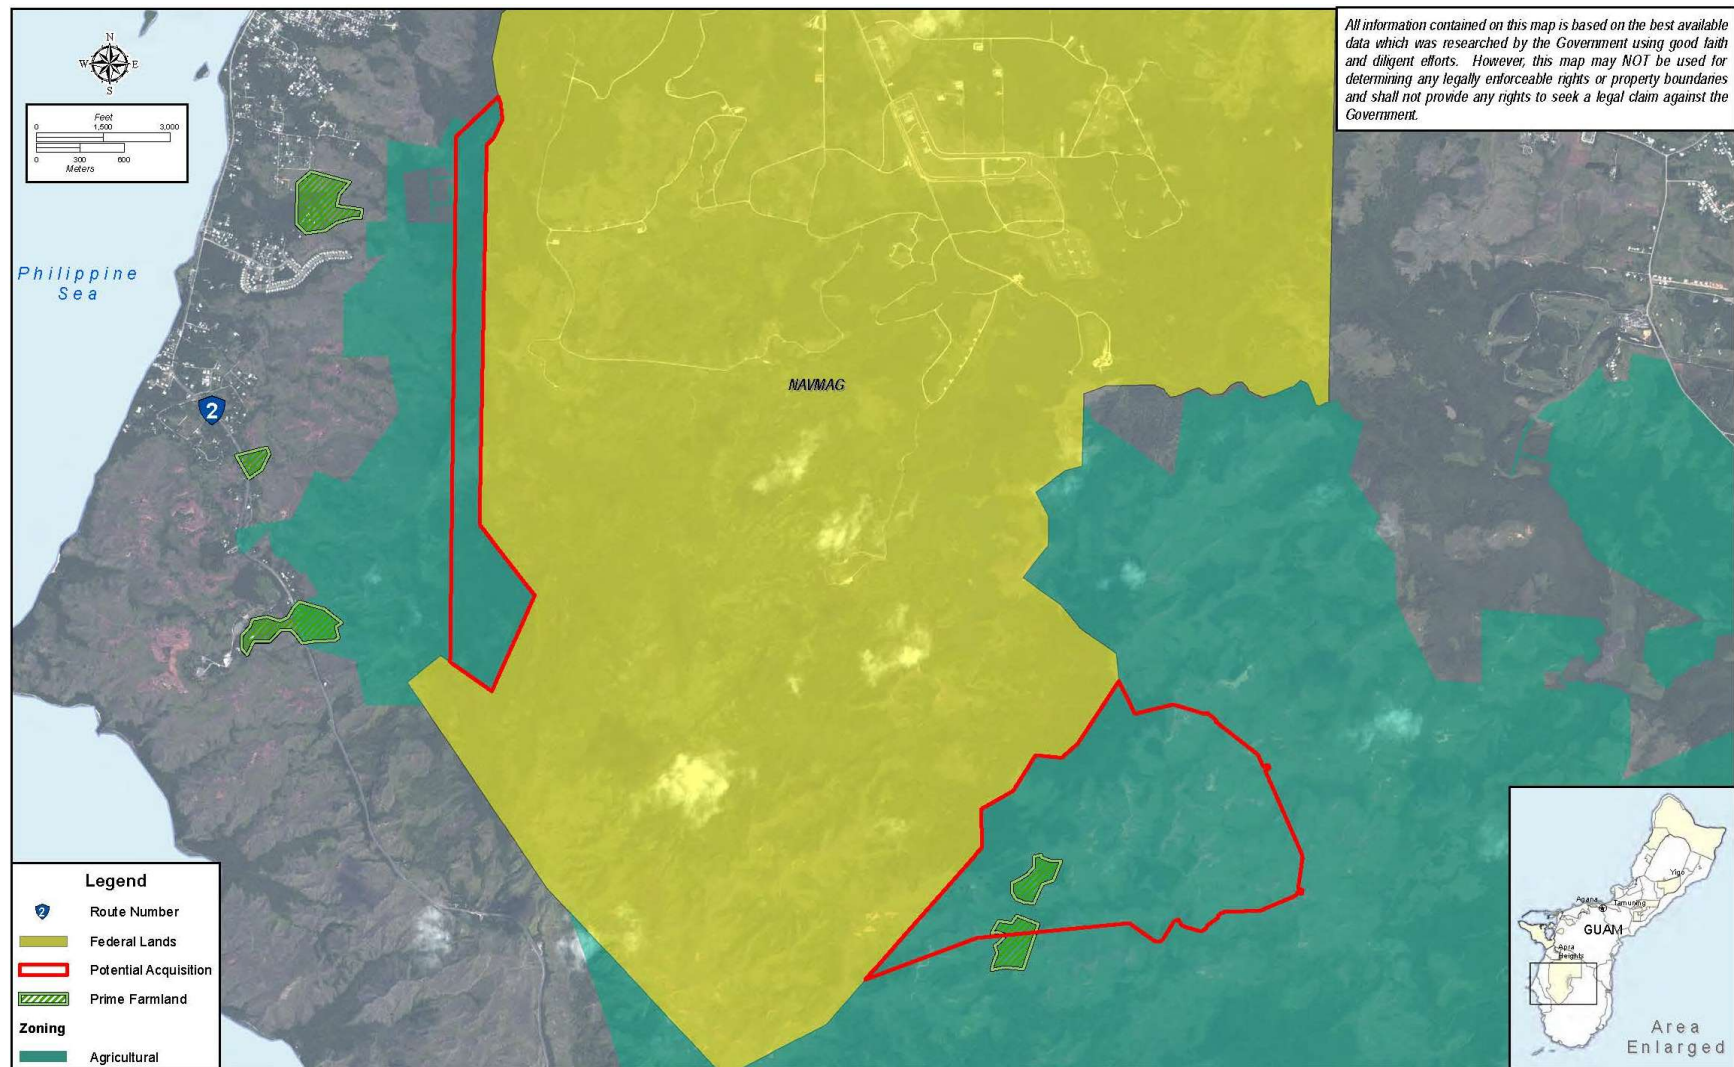 All information contained on this map is based on the best available
data which was researched by the Government using good faith
and diligent efforts. However, this map may NOT be used for
determining any legally enforceable rights or property boundaries
and shall not provide any rights to seek a legal claim against the
Government.
N
W E
S
Feet
0 1,500 3,000
0 300 600
Meters
Philippine
Sea
NAVMAG
2
Legend
2 Route Number
Federal Lands
Potential Acquisition
Prime Farmland
Zoning
Agricultural
Yigo
Agana
Tamuning
GUAM
Apra
Heights
Area
Enlarged